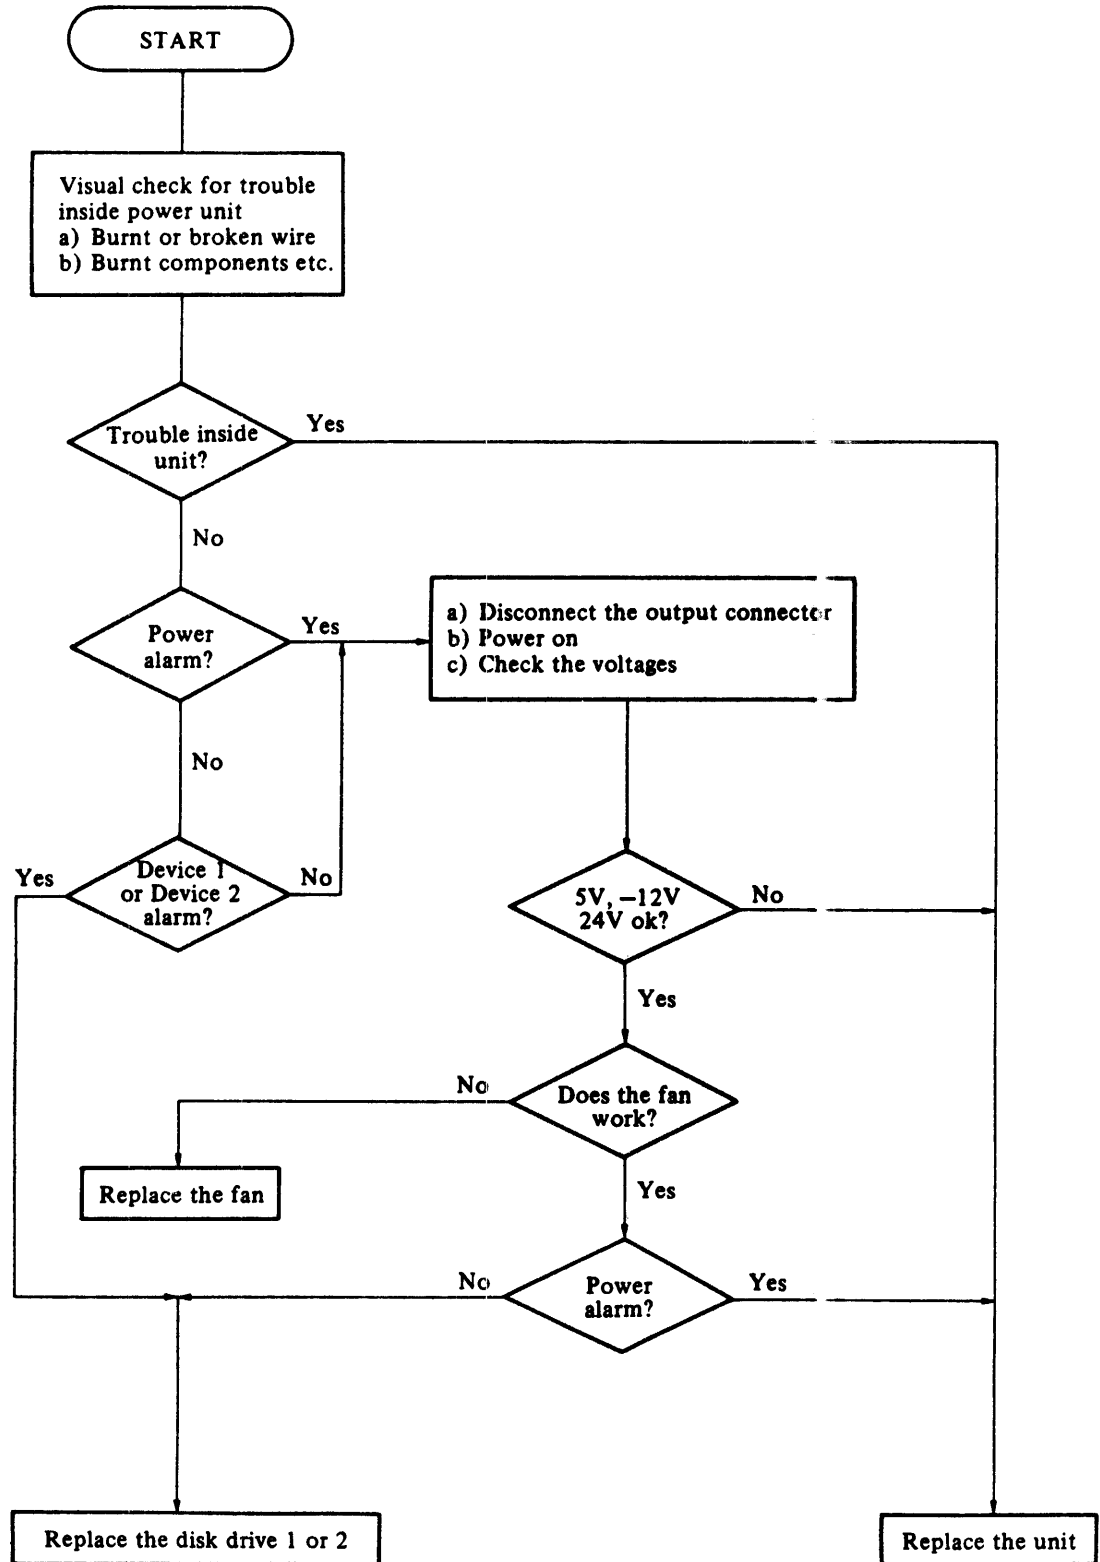 START
Visual check for trouble
inside power unit
a) Burnt or broken wire
b) Burnt components etc.
Trouble inside
unit?
Yes
No
Power
alarm?
Yes
a) Disconnect the output connector
b) Power on
c) Check the voltages
No
Device 1
or Device 2
alarm?
Yes
No
5V, −12V
24V ok?
No
Yes
Does the fan
work?
No
Replace the fan
Yes
Power
alarm?
No
Yes
Replace the disk drive 1 or 2
Replace the unit